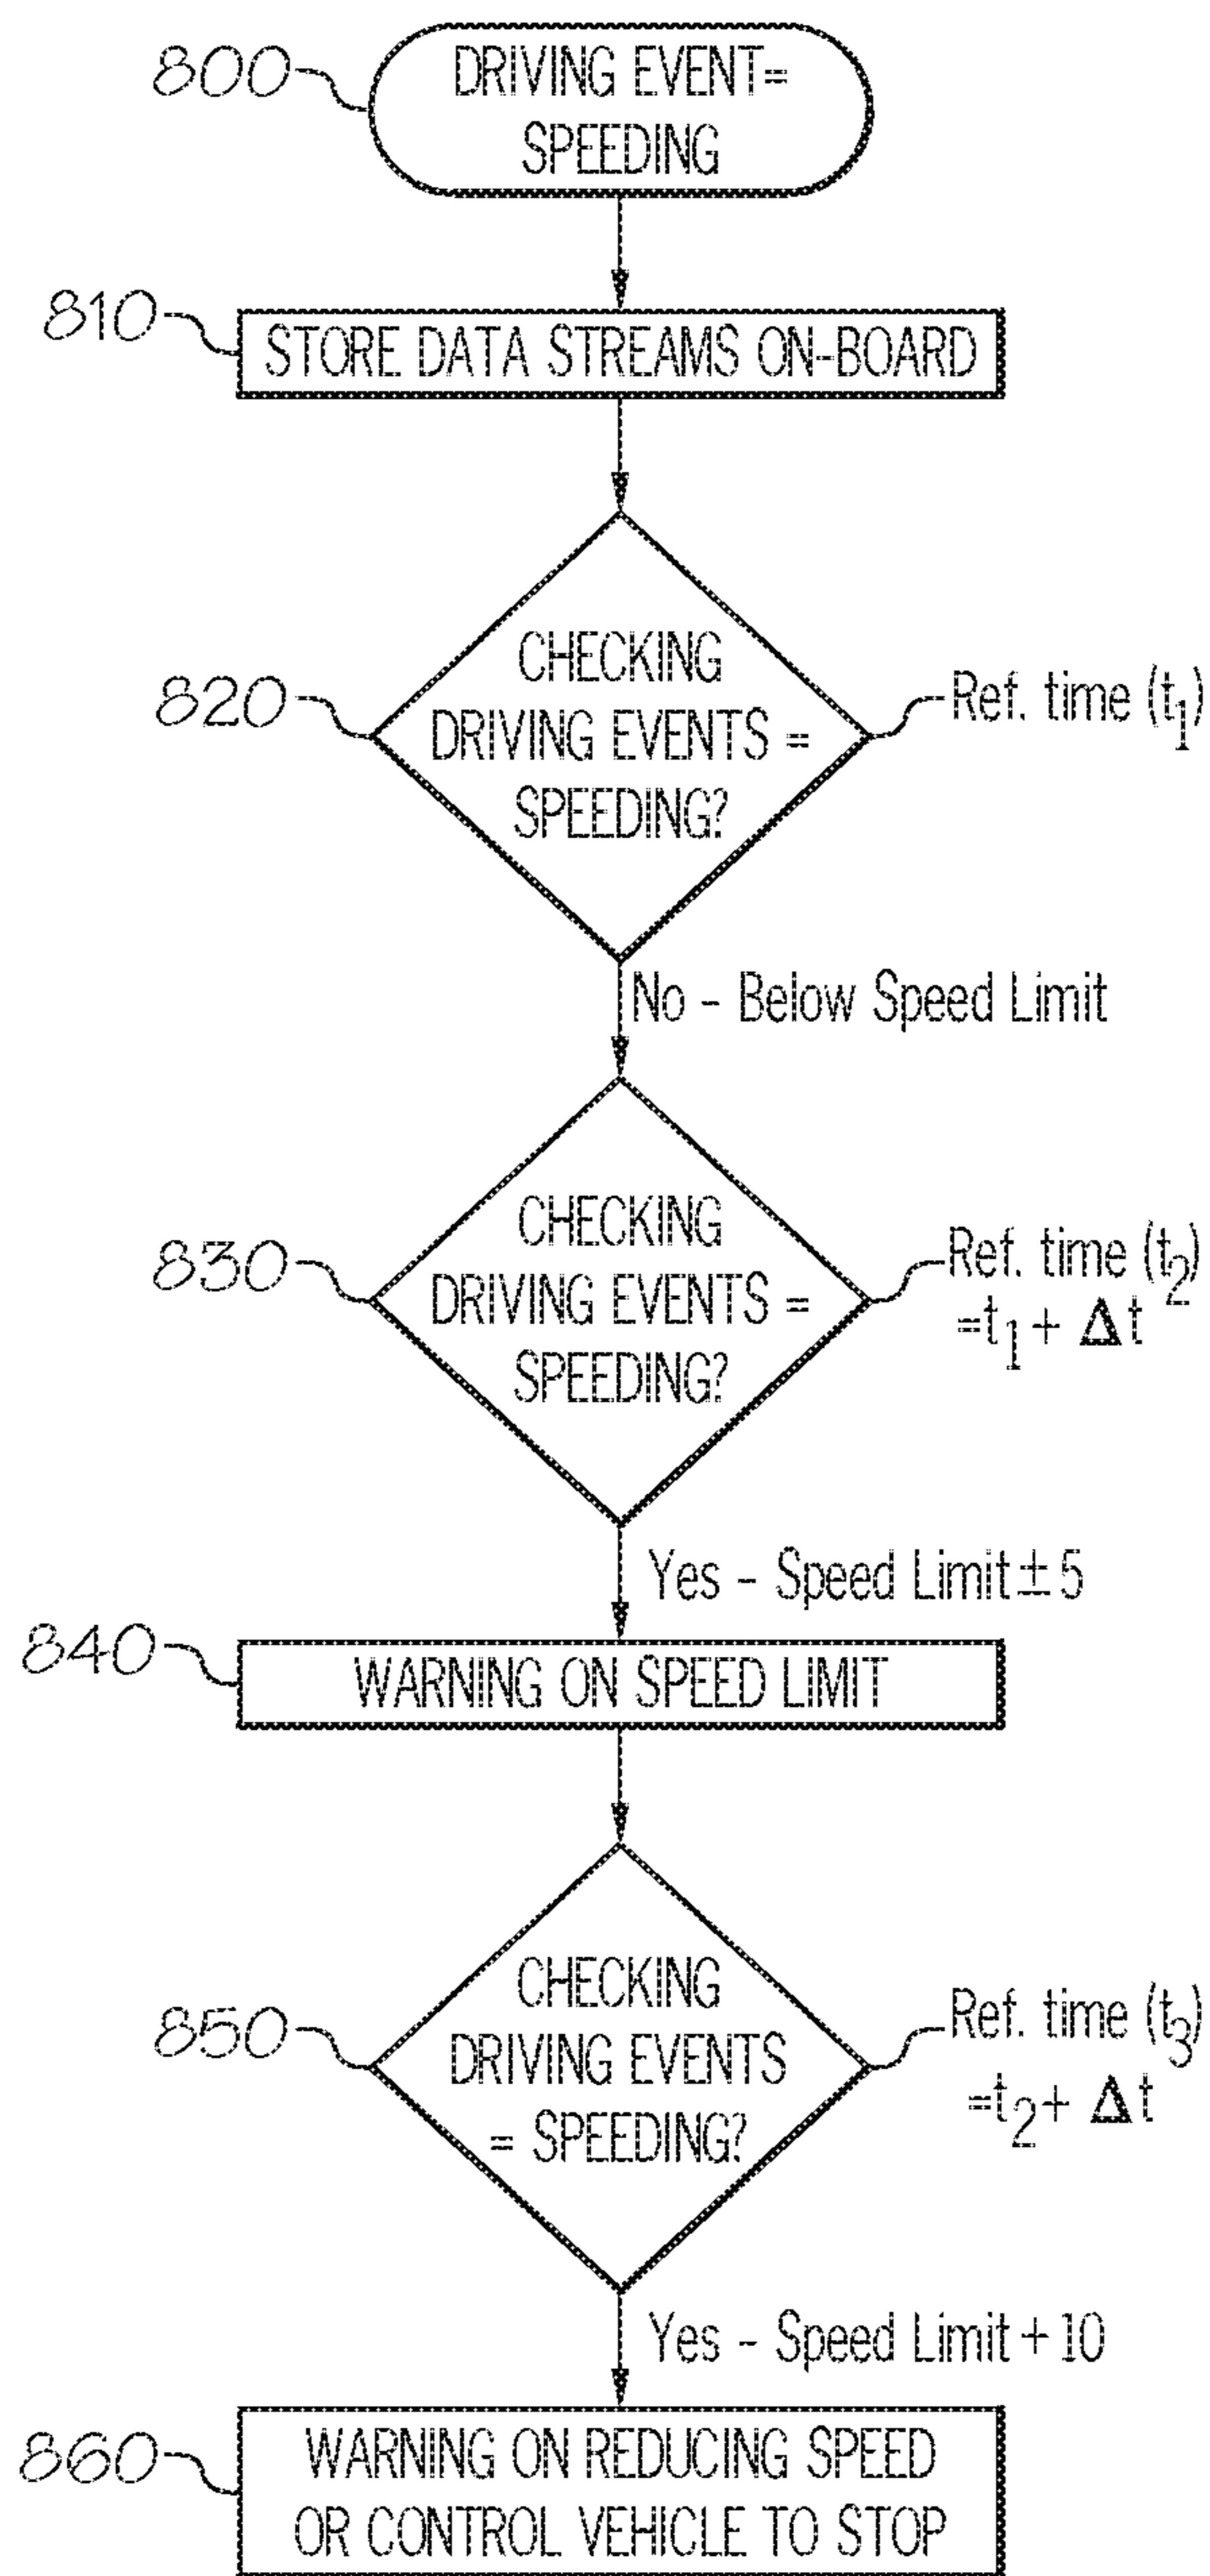 800
DRIVING EVENT=
SPEEDING
810
STORE DATA STREAMS ON-BOARD
820
CHECKING
DRIVING EVENTS =
SPEEDING?
Ref. time (t₁)
No - Below Speed Limit
830
CHECKING
DRIVING EVENTS =
SPEEDING?
Ref. time (t₂)
=t₁+ Δt
Yes - Speed Limit ± 5
840
WARNING ON SPEED LIMIT
850
CHECKING
DRIVING EVENTS
= SPEEDING?
Ref. time (t₃)
=t₂+ Δt
Yes - Speed Limit + 10
860
WARNING ON REDUCING SPEED
OR CONTROL VEHICLE TO STOP